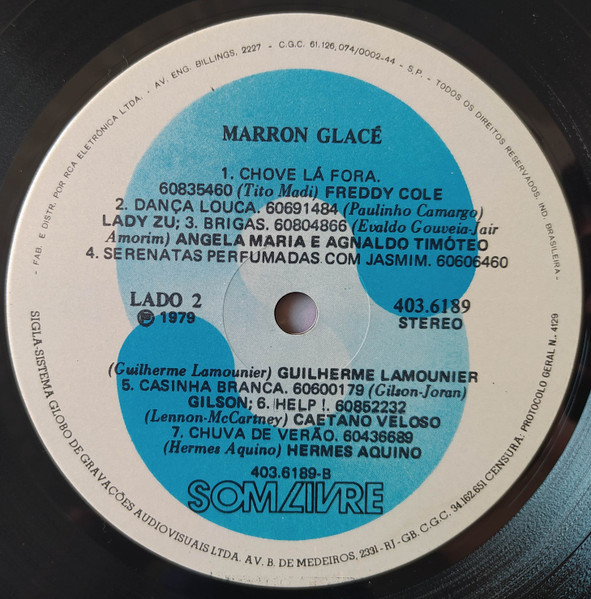 - FAB. E DISTR. POR RCA ELETRÔNICA LTDA. - AV. ENG. BILLINGS, 2227 - C.G.C. 61.126,074/0002-44 - S.P. - TODOS OS DIREITOS RESERVADOS. IND. BRASILEIRA -
MARRON GLACÉ
1. CHOVE LÁ FORA.
60835460 (Tito Madi) FREDDY COLE
2. DANÇA LOUCA. 60691484 (Paulinho Camargo)
LADY ZU; 3. BRIGAS. 60804866 (Evaldo Gouveia-Jair
Amorim) ANGELA MARIA E AGNALDO TIMÓTEO
4. SERENATAS PERFUMADAS COM JASMIM. 60606460
LADO 2
Ⓟ 1979
403.6189
STEREO
(Guilherme Lamounier) GUILHERME LAMOUNIER
5. CASINHA BRANCA. 60600179 (Gilson-Joran)
GILSON; 6. HELP !. 60852232
(Lennon-McCartney) CAETANO VELOSO
7. CHUVA DE VERÃO. 60436689
(Hermes Aquino) HERMES AQUINO
403.6189-B
SOM LIVRE
SIGLA-SISTEMA GLOBO DE GRAVAÇÕES AUDIOVISUAIS LTDA. AV. B. DE MEDEIROS, 2331 - RJ - GB. C.G.C. 34.162.651 CENSURA: PROTOCOLO GERAL N.. 4129